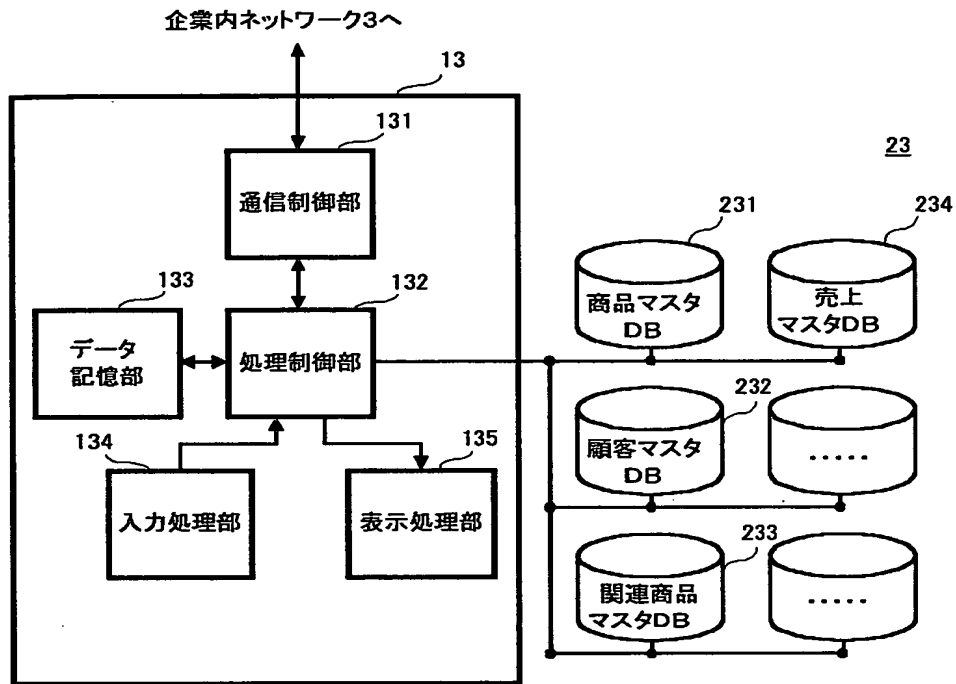 企業内ネットワーク3へ
13
131
通信制御部
23
231
234
商品マスタ
DB
売上
マスタDB
133
132
データ
記憶部
処理制御部
232
顧客マスタ
DB
.....
134
135
入力処理部
表示処理部
233
関連商品
マスタDB
.....